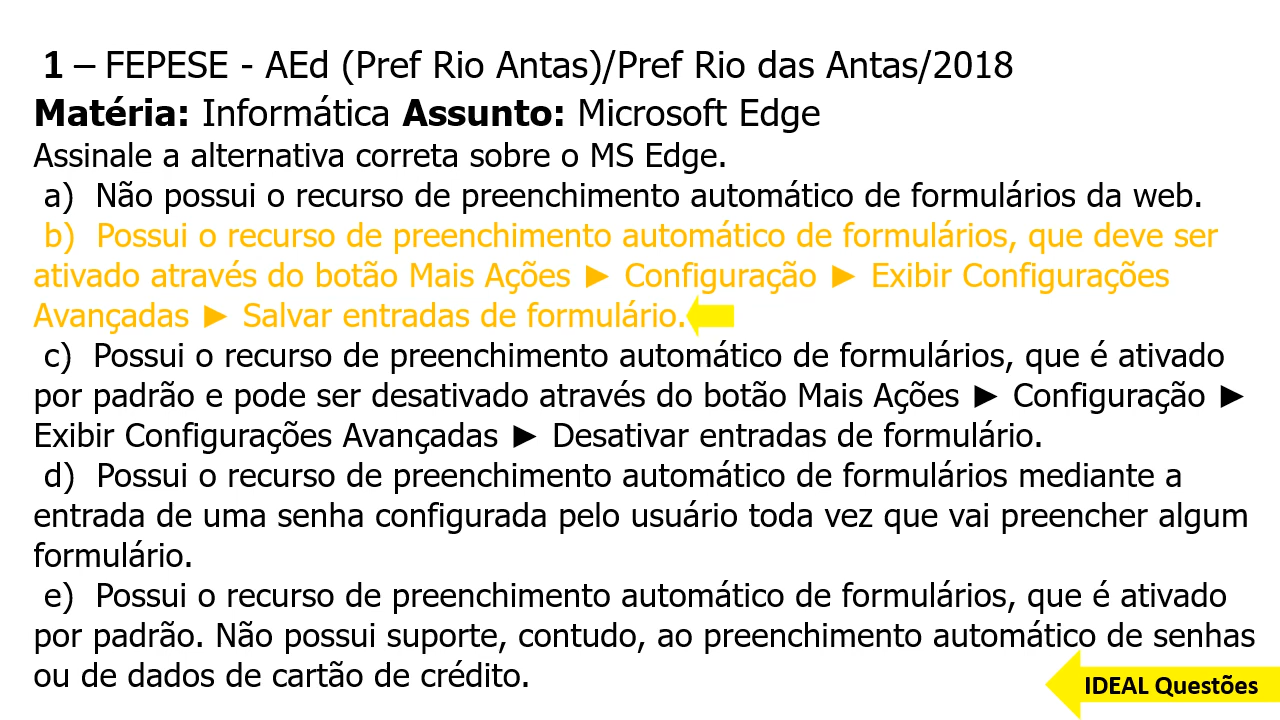 1 – FEPESE - AEd (Pref Rio Antas)/Pref Rio das Antas/2018
Matéria: Informática Assunto: Microsoft Edge
Assinale a alternativa correta sobre o MS Edge.
a) Não possui o recurso de preenchimento automático de formulários da web.
b) Possui o recurso de preenchimento automático de formulários, que deve ser
ativado através do botão Mais Ações ► Configuração ► Exibir Configurações
Avançadas ► Salvar entradas de formulário.
c) Possui o recurso de preenchimento automático de formulários, que é ativado
por padrão e pode ser desativado através do botão Mais Ações ► Configuração ►
Exibir Configurações Avançadas ► Desativar entradas de formulário.
d) Possui o recurso de preenchimento automático de formulários mediante a
entrada de uma senha configurada pelo usuário toda vez que vai preencher algum
formulário.
e) Possui o recurso de preenchimento automático de formulários, que é ativado
por padrão. Não possui suporte, contudo, ao preenchimento automático de senhas
ou de dados de cartão de crédito.
IDEAL Questões